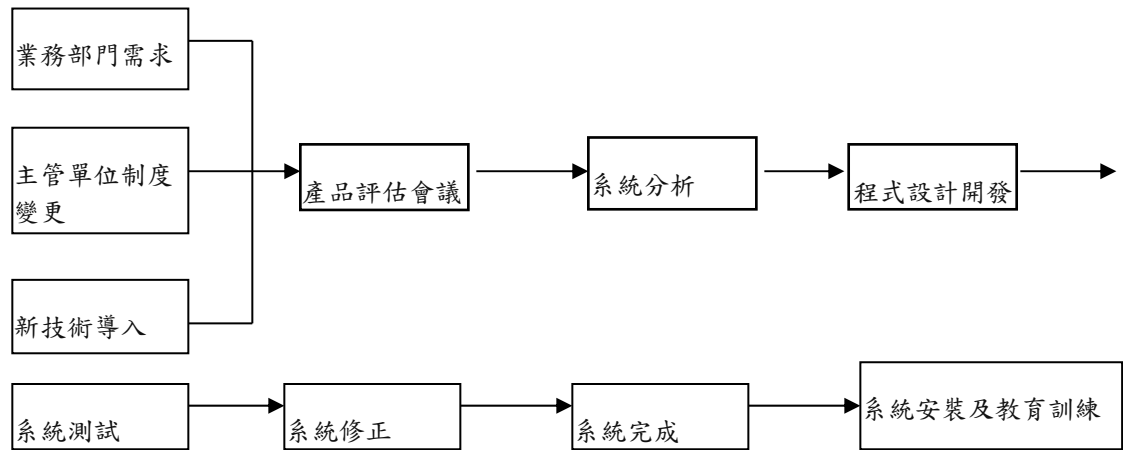 業務部門需求
主管單位制度
變更
產品評估會議
系統分析
程式設計開發
新技術導入
系統測試
系統修正
系統完成
系統安裝及教育訓練